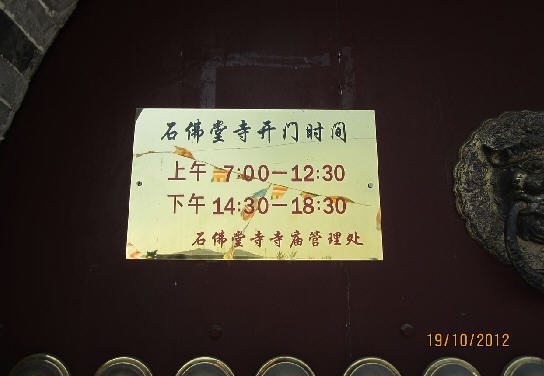 石佛堂寺开门时间
上午 7:00—12:30
下午 14:30—18:30
石佛堂寺寺庙管理处
19/10/2012